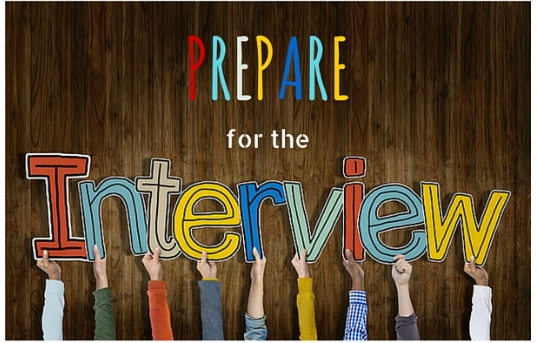 PREPARE
for the
Interview